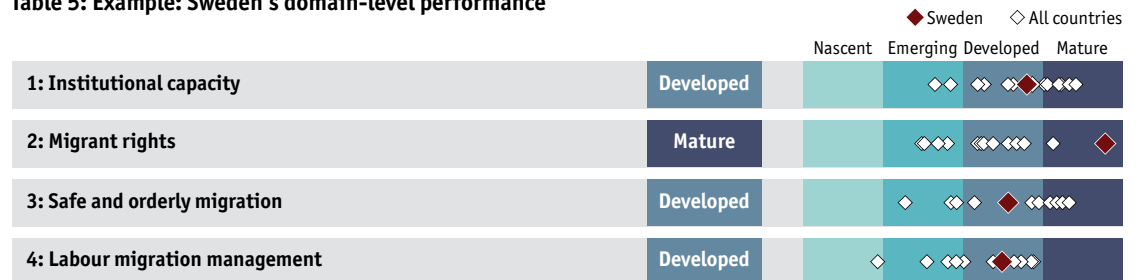 Table 5: Example: Sweden's domain-level performance
Sweden All countries
Nascent Emerging Developed Mature
1: Institutional capacity Developed
2: Migrant rights Mature
3: Safe and orderly migration Developed
4: Labour migration management Developed